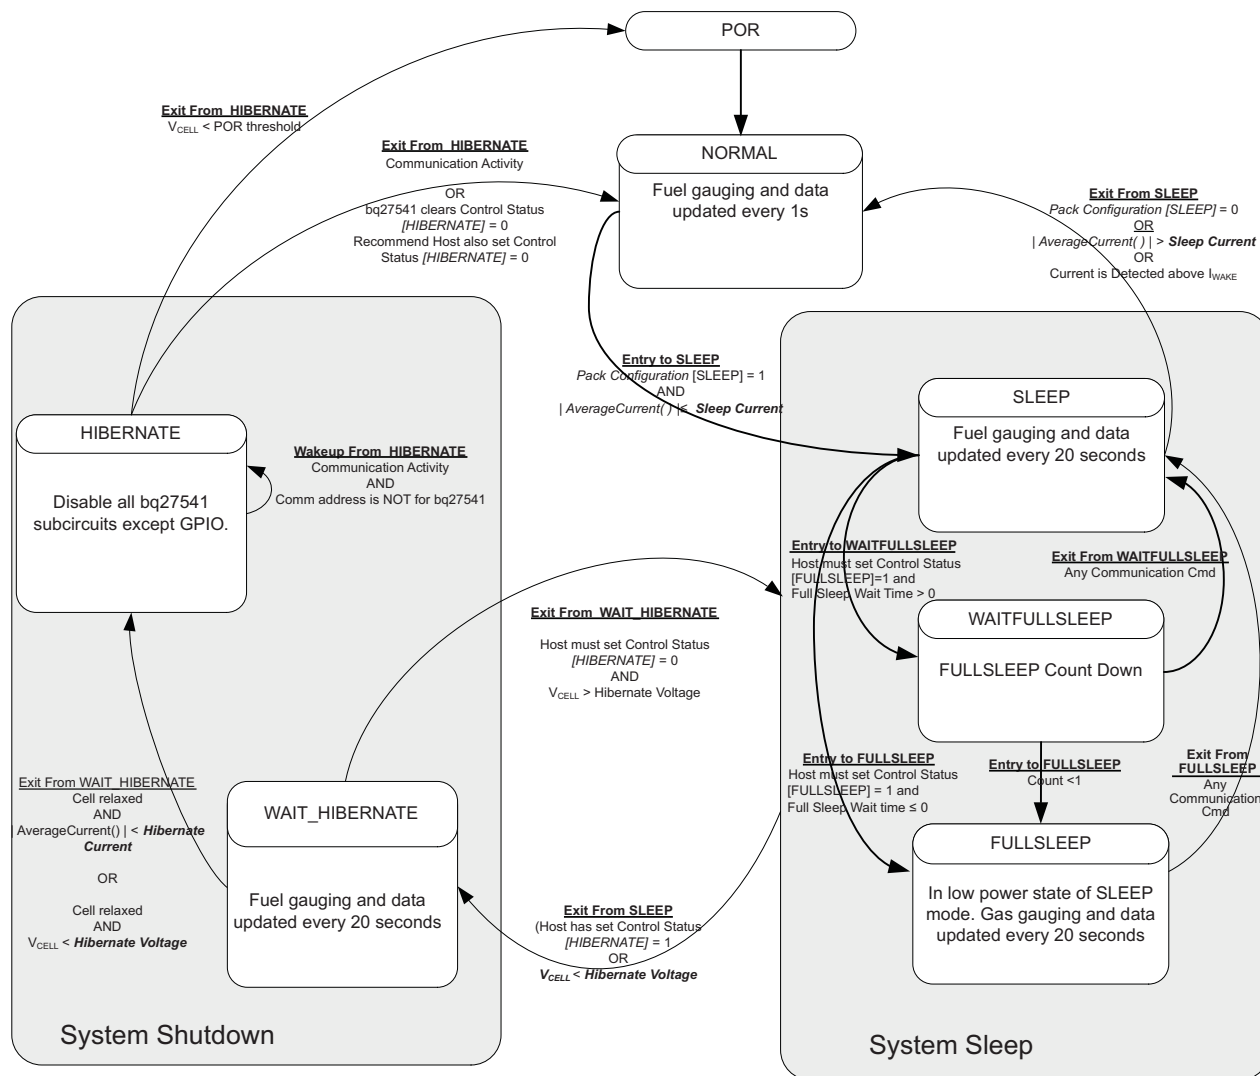 POR
Exit From HIBERNATE
VCELL < POR threshold
Exit From HIBERNATE
Communication Activity
OR
bq27541 clears Control Status
[HIBERNATE] = 0
Recommend Host also set Control
Status [HIBERNATE] = 0
NORMAL
Fuel gauging and data
updated every 1s
Exit From SLEEP
Pack Configuration [SLEEP] = 0
OR
| AverageCurrent( ) | > Sleep Current
OR
Current is Detected above IWAKE
Entry to SLEEP
Pack Configuration [SLEEP] = 1
AND
| AverageCurrent( ) | ≤ Sleep Current
HIBERNATE
Disable all bq27541
subcircuits except GPIO.
Wakeup From HIBERNATE
Communication Activity
AND
Comm address is NOT for bq27541
SLEEP
Fuel gauging and data
updated every 20 seconds
Entry to WAITFULLSLEEP
Host must set Control Status
[FULLSLEEP]=1 and
Full Sleep Wait Time > 0
Exit From WAITFULLSLEEP
Any Communication Cmd
WAITFULLSLEEP
FULLSLEEP Count Down
Exit From WAIT_HIBERNATE
Host must set Control Status
[HIBERNATE] = 0
AND
VCELL > Hibernate Voltage
Entry to FULLSLEEP
Host must set Control Status
[FULLSLEEP] = 1 and
Full Sleep Wait time ≤ 0
Entry to FULLSLEEP
Count <1
Exit From
FULLSLEEP
Any
Communication
Cmd
Exit From WAIT_HIBERNATE
Cell relaxed
AND
| AverageCurrent() | < Hibernate
Current
OR
Cell relaxed
AND
VCELL < Hibernate Voltage
WAIT_HIBERNATE
Fuel gauging and data
updated every 20 seconds
FULLSLEEP
In low power state of SLEEP
mode. Gas gauging and data
updated every 20 seconds
Exit From SLEEP
(Host has set Control Status
[HIBERNATE] = 1
OR
VCELL < Hibernate Voltage
System Shutdown
System Sleep